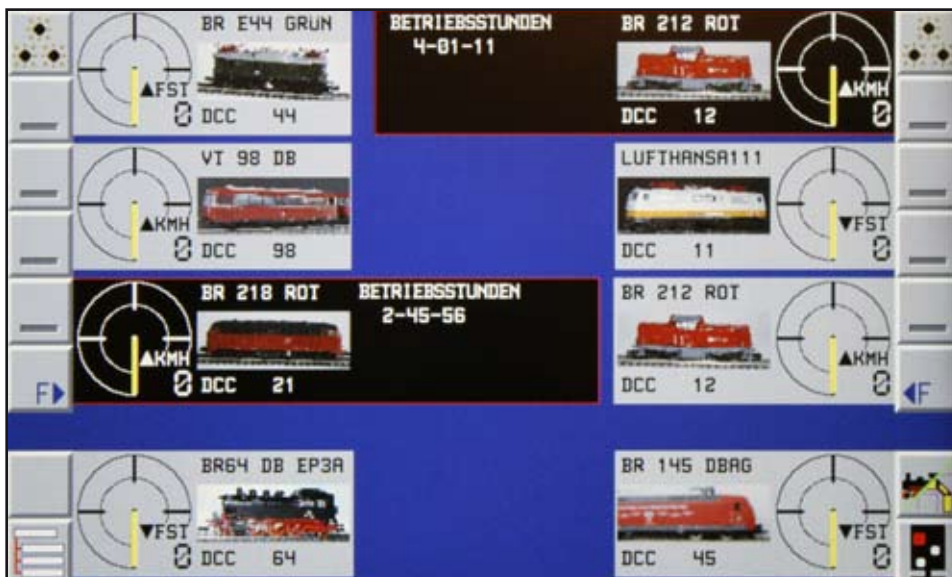 BR E44 GRÜN
▲FST
0
DCC 44
BETRIEBSSTUNDEN
4-01-11
BR 212 ROT
▲KMH
0
DCC 12
VT 98 DB
▲KMH
0
DCC 98
LUFTHANSA111
▼FST
0
DCC 11
BR 218 ROT
BETRIEBSSTUNDEN
2-45-56
▲KMH
0
DCC 21
F▶
BR 212 ROT
▲KMH
0
DCC 12
◀F
BR64 DB EP3A
▼FST
0
DCC 64
BR 145 DBAG
▼FST
0
DCC 45